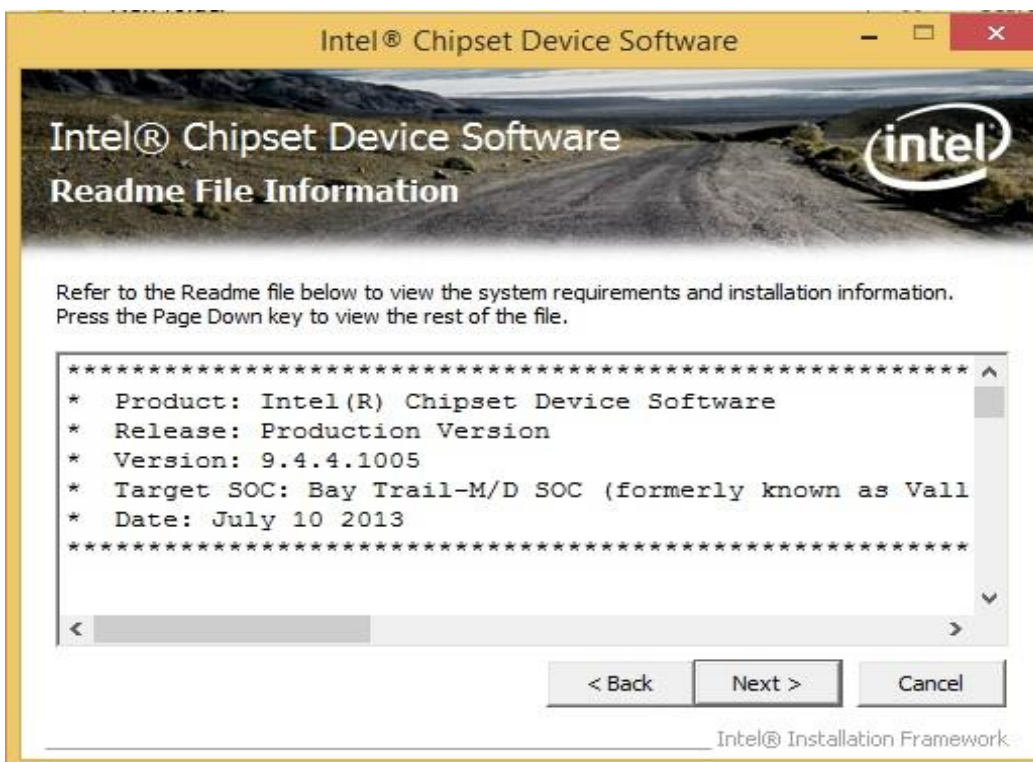 Intel® Chipset Device Software
Intel® Chipset Device Software
intel
Readme File Information
Refer to the Readme file below to view the system requirements and installation information.
Press the Page Down key to view the rest of the file.
*********************************************************
* Product: Intel(R) Chipset Device Software
* Release: Production Version
* Version: 9.4.4.1005
* Target SOC: Bay Trail-M/D SOC (formerly known as Vall
* Date: July 10 2013
*********************************************************
< Back Next > Cancel
Intel® Installation Framework